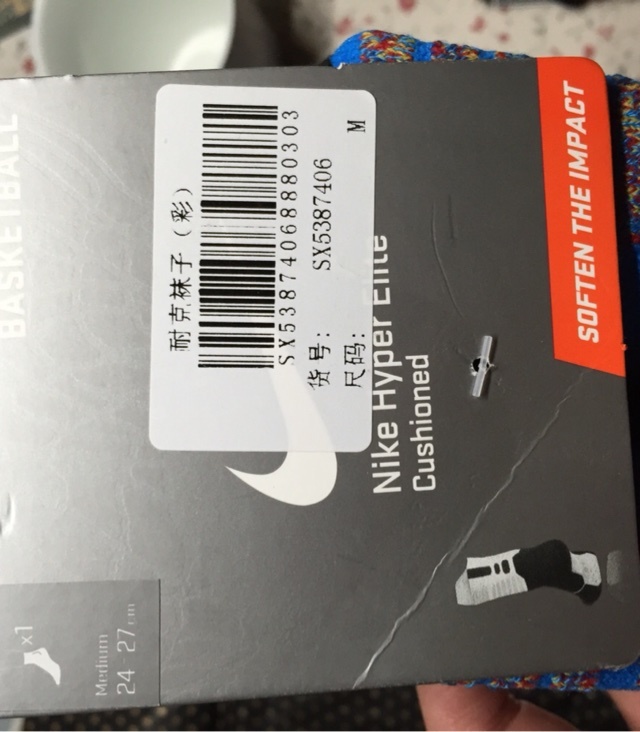 BASKETBALL
耐克袜子（彩）
SX53874068880303
货号： SX5387406
尺码： M
Nike Hyper Elite
Cushioned
SOFTEN THE IMPACT
x1
Medium
24 27cm